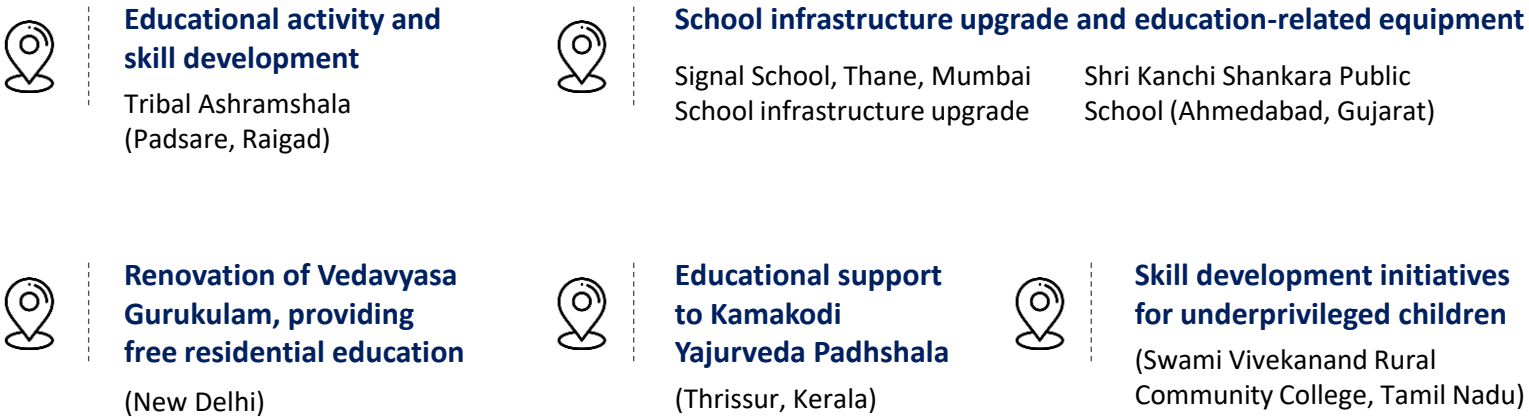 Educational activity and
skill development
Tribal Ashramshala
(Padsare, Raigad)
School infrastructure upgrade and education-related equipment
Signal School, Thane, Mumbai
School infrastructure upgrade
Shri Kanchi Shankara Public
School (Ahmedabad, Gujarat)
Renovation of Vedavyasa
Gurukulam, providing
free residential education
(New Delhi)
Educational support
to Kamakodi
Yajurveda Padhshala
(Thrissur, Kerala)
Skill development initiatives
for underprivileged children
(Swami Vivekanand Rural
Community College, Tamil Nadu)